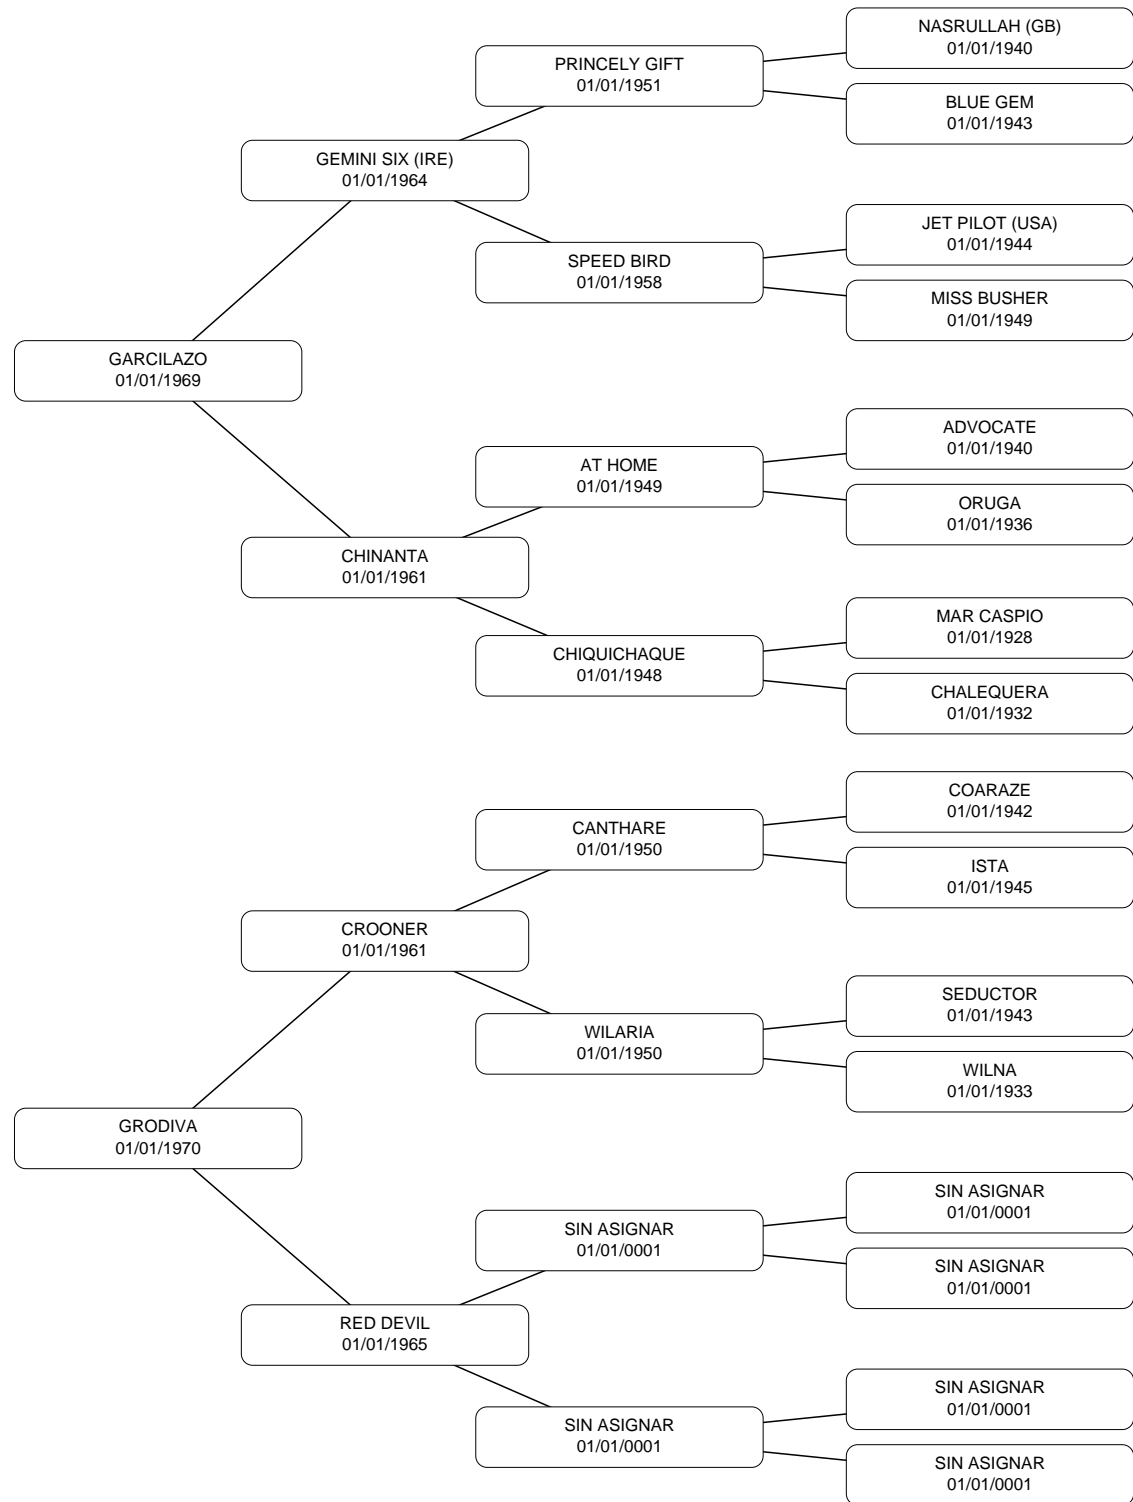 NASRULLAH (GB)
01/01/1940
PRINCELY GIFT
01/01/1951
BLUE GEM
01/01/1943
GEMINI SIX (IRE)
01/01/1964
JET PILOT (USA)
01/01/1944
SPEED BIRD
01/01/1958
MISS BUSHER
01/01/1949
GARCILAZO
01/01/1969
ADVOCATE
01/01/1940
AT HOME
01/01/1949
ORUGA
01/01/1936
CHINANTA
01/01/1961
MAR CASPIO
01/01/1928
CHIQUICHAQUE
01/01/1948
CHALEQUERA
01/01/1932
COARAZE
01/01/1942
CANTHARE
01/01/1950
ISTA
01/01/1945
CROONER
01/01/1961
SEDUCTOR
01/01/1943
WILARIA
01/01/1950
WILNA
01/01/1933
GRODIVA
01/01/1970
SIN ASIGNAR
01/01/0001
SIN ASIGNAR
01/01/0001
SIN ASIGNAR
01/01/0001
RED DEVIL
01/01/1965
SIN ASIGNAR
01/01/0001
SIN ASIGNAR
01/01/0001
SIN ASIGNAR
01/01/0001